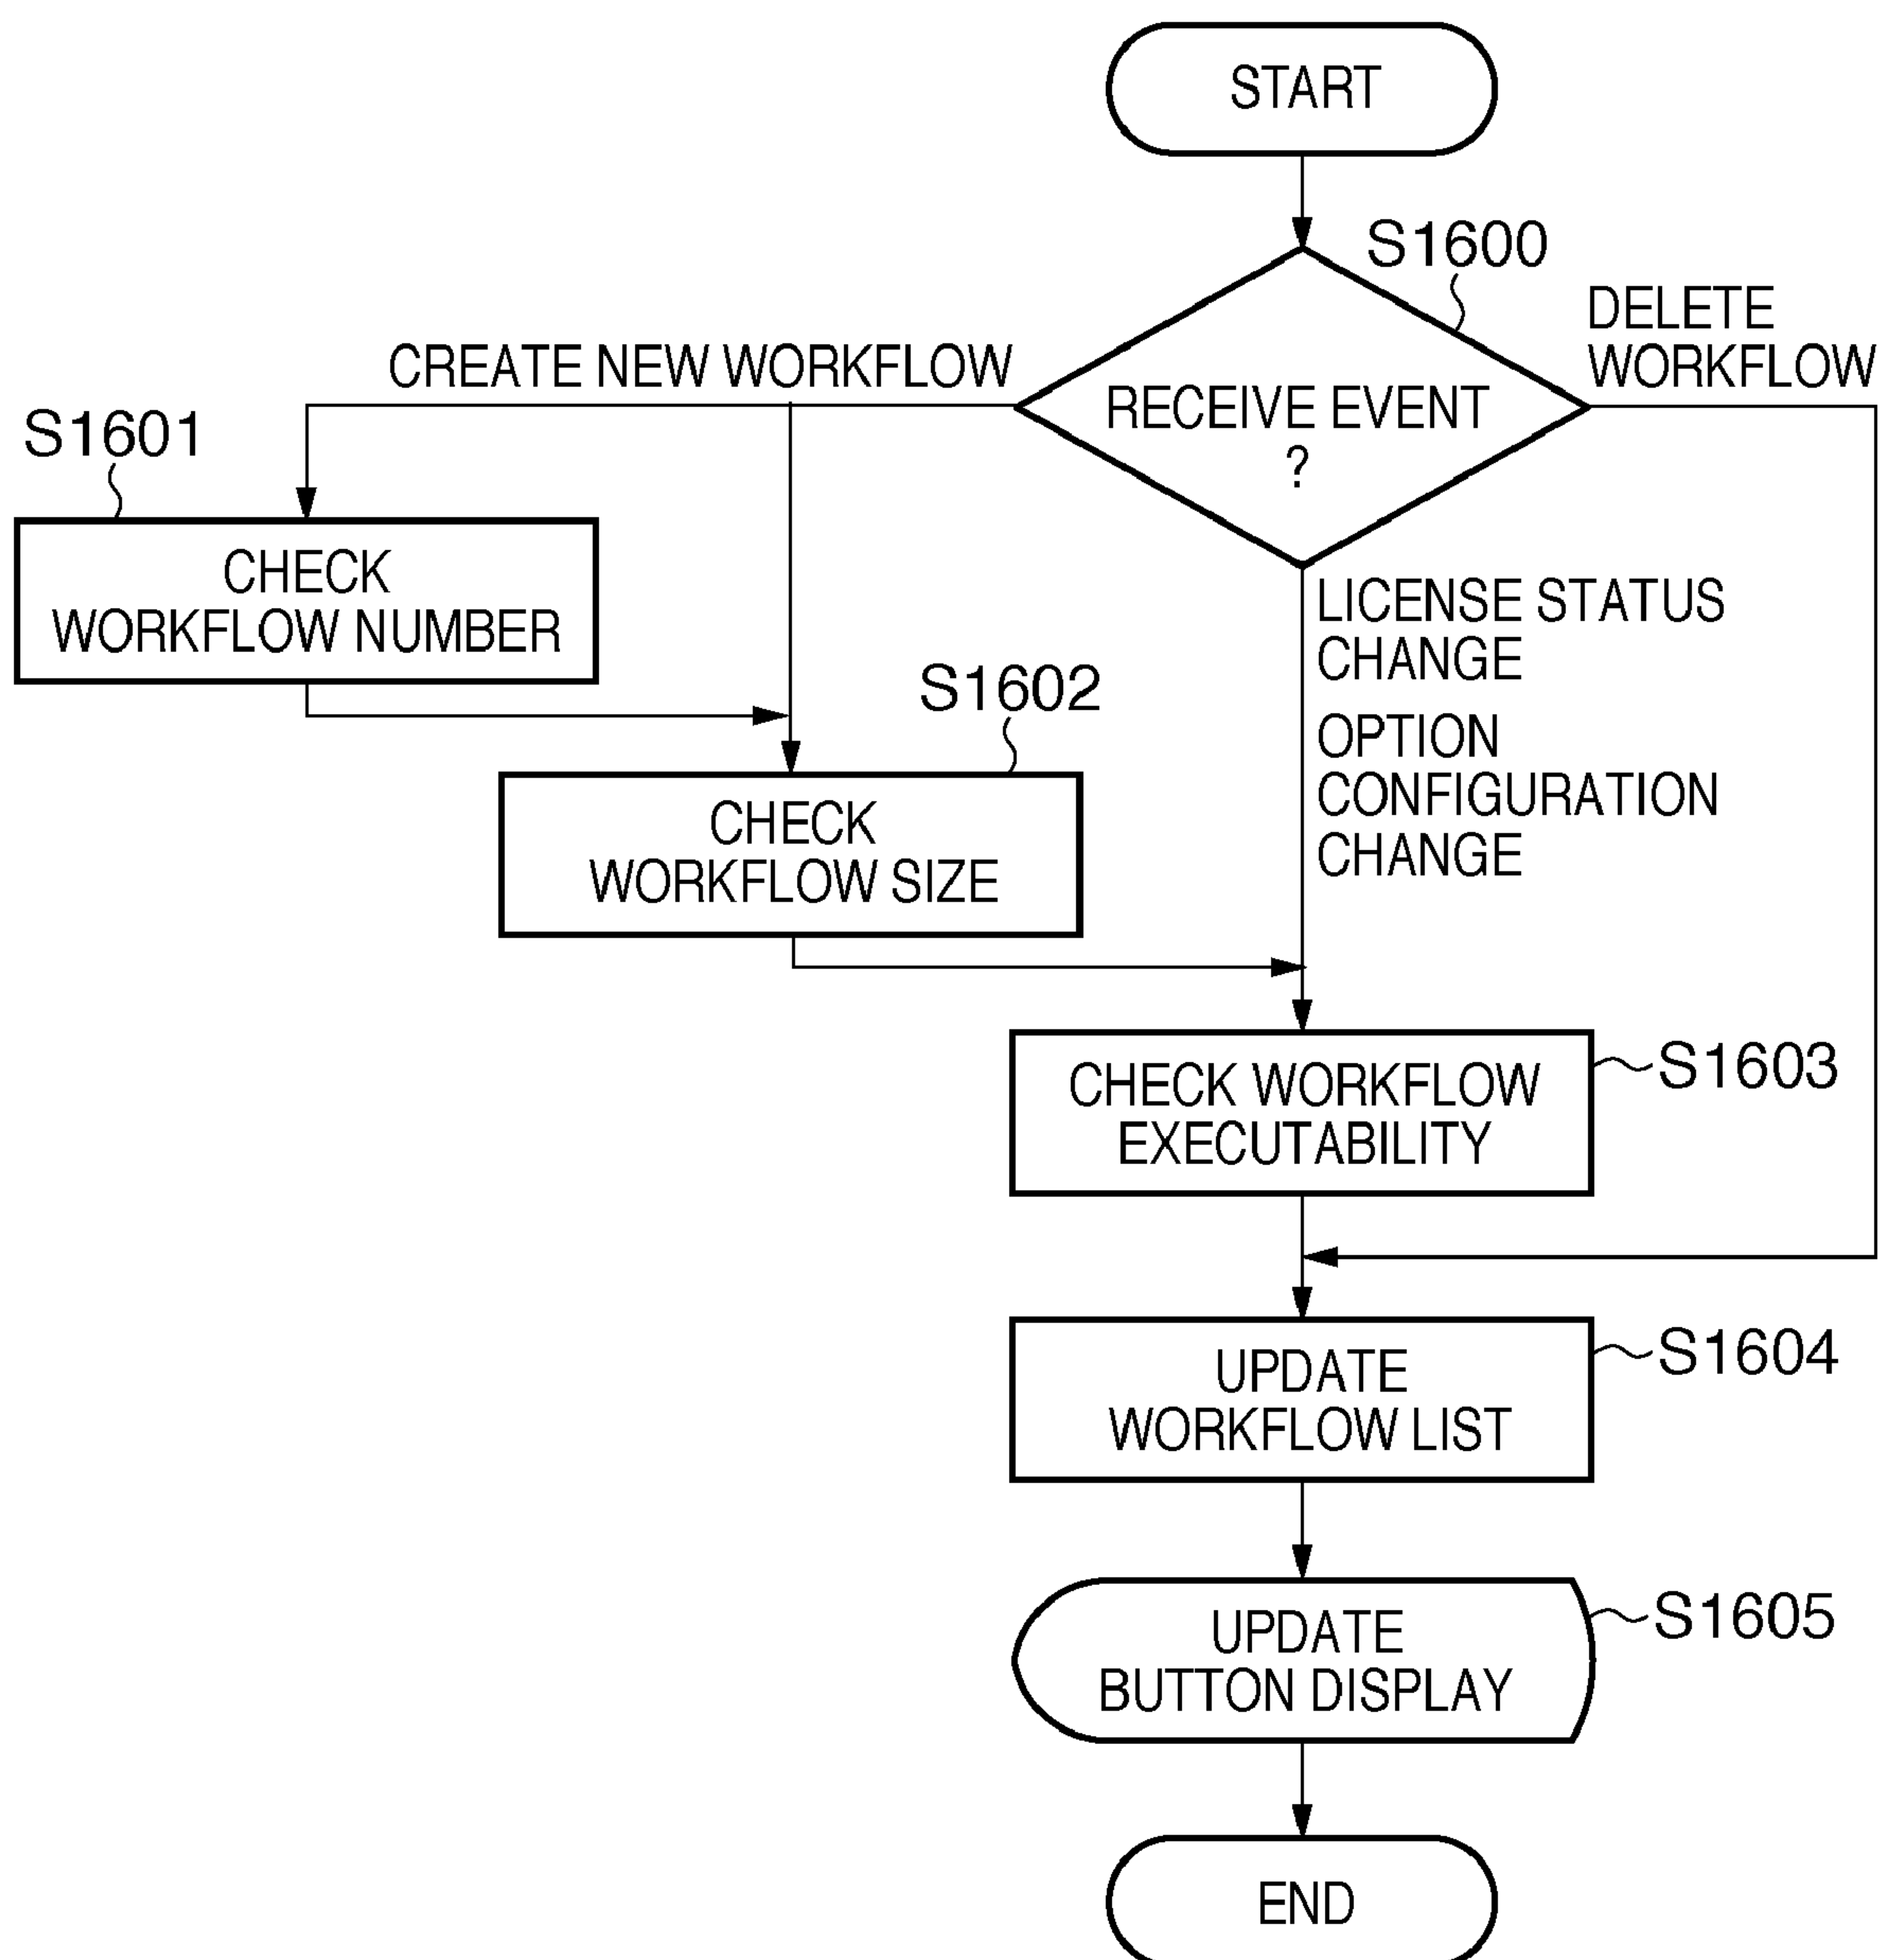 START
S1600
DELETE
WORKFLOW
CREATE NEW WORKFLOW
RECEIVE EVENT
?
S1601
CHECK
WORKFLOW NUMBER
LICENSE STATUS
CHANGE
S1602
OPTION
CONFIGURATION
CHANGE
CHECK
WORKFLOW SIZE
CHECK WORKFLOW
EXECUTABILITY
S1603
UPDATE
WORKFLOW LIST
S1604
UPDATE
BUTTON DISPLAY
S1605
END